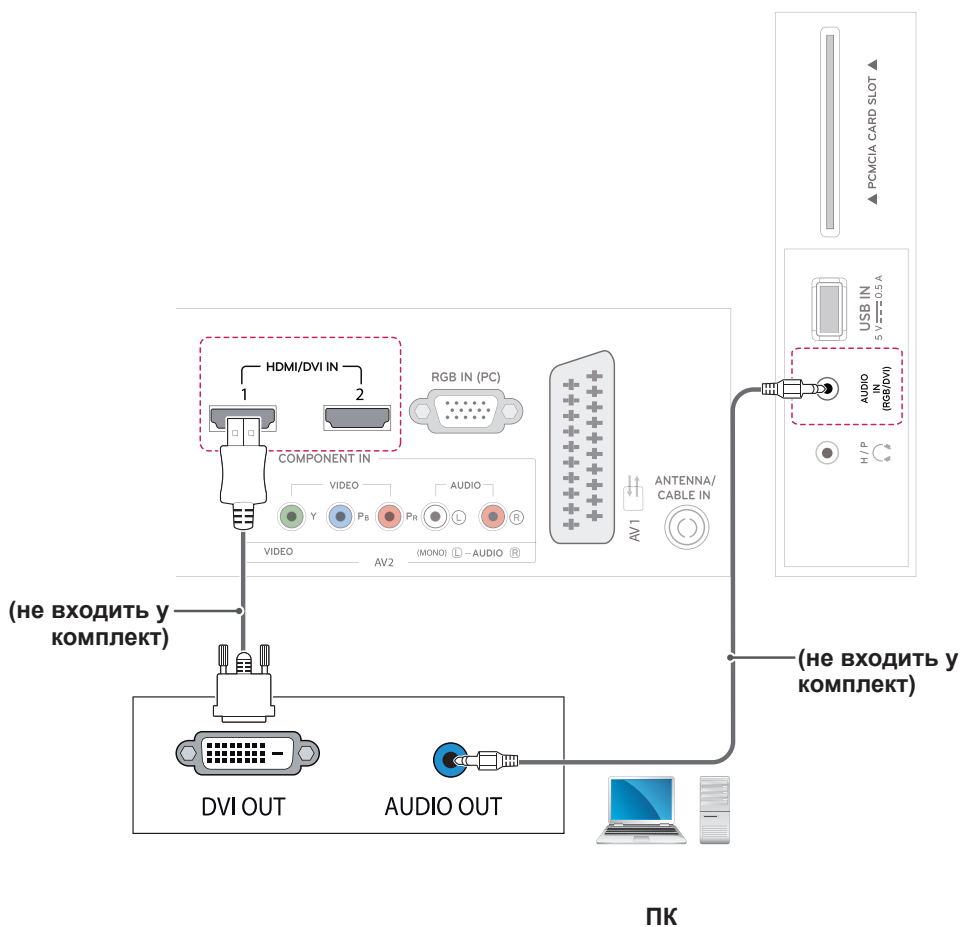 ▲ PCMCIA CARD SLOT ▲
USB IN
5 V 0.5 A
AUDIO
IN
(RGB/DVI)
H / P
HDMI/DVI IN
1 2
RGB IN (PC)
COMPONENT IN
VIDEO AUDIO
Y PB PR L R
VIDEO
(MONO) L – AUDIO R
AV2
AV1
ANTENNA/
CABLE IN
(не входить у
комплект)
(не входить у
комплект)
DVI OUT
AUDIO OUT
ПК